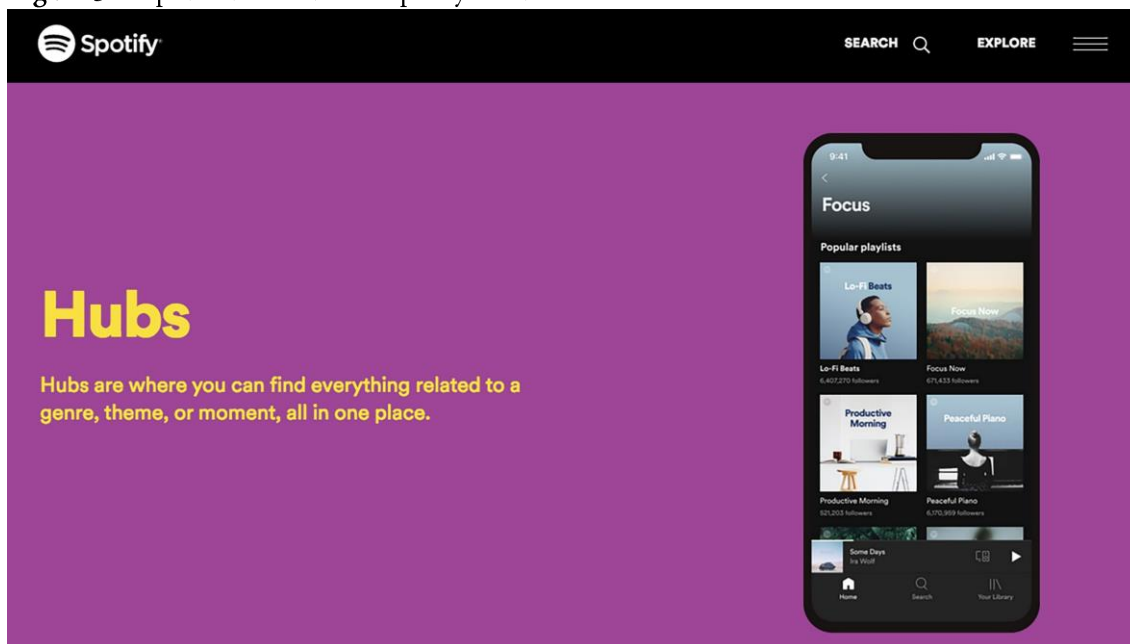 Spotify®
SEARCH
EXPLORE
Hubs
Hubs are where you can find everything related to a
genre, theme, or moment, all in one place.
9:41
Focus
Popular playlists
Lo-Fi Beats
Focus Now
Lo-Fi Beats
Focus Now
6,407,270 followers
671,433 followers
Productive
Morning
Peaceful Piano
Productive Morning
Peaceful Piano
521,203 followers
6,170,959 followers
Some Days
Ira Wolf
Home
Search
Your Library